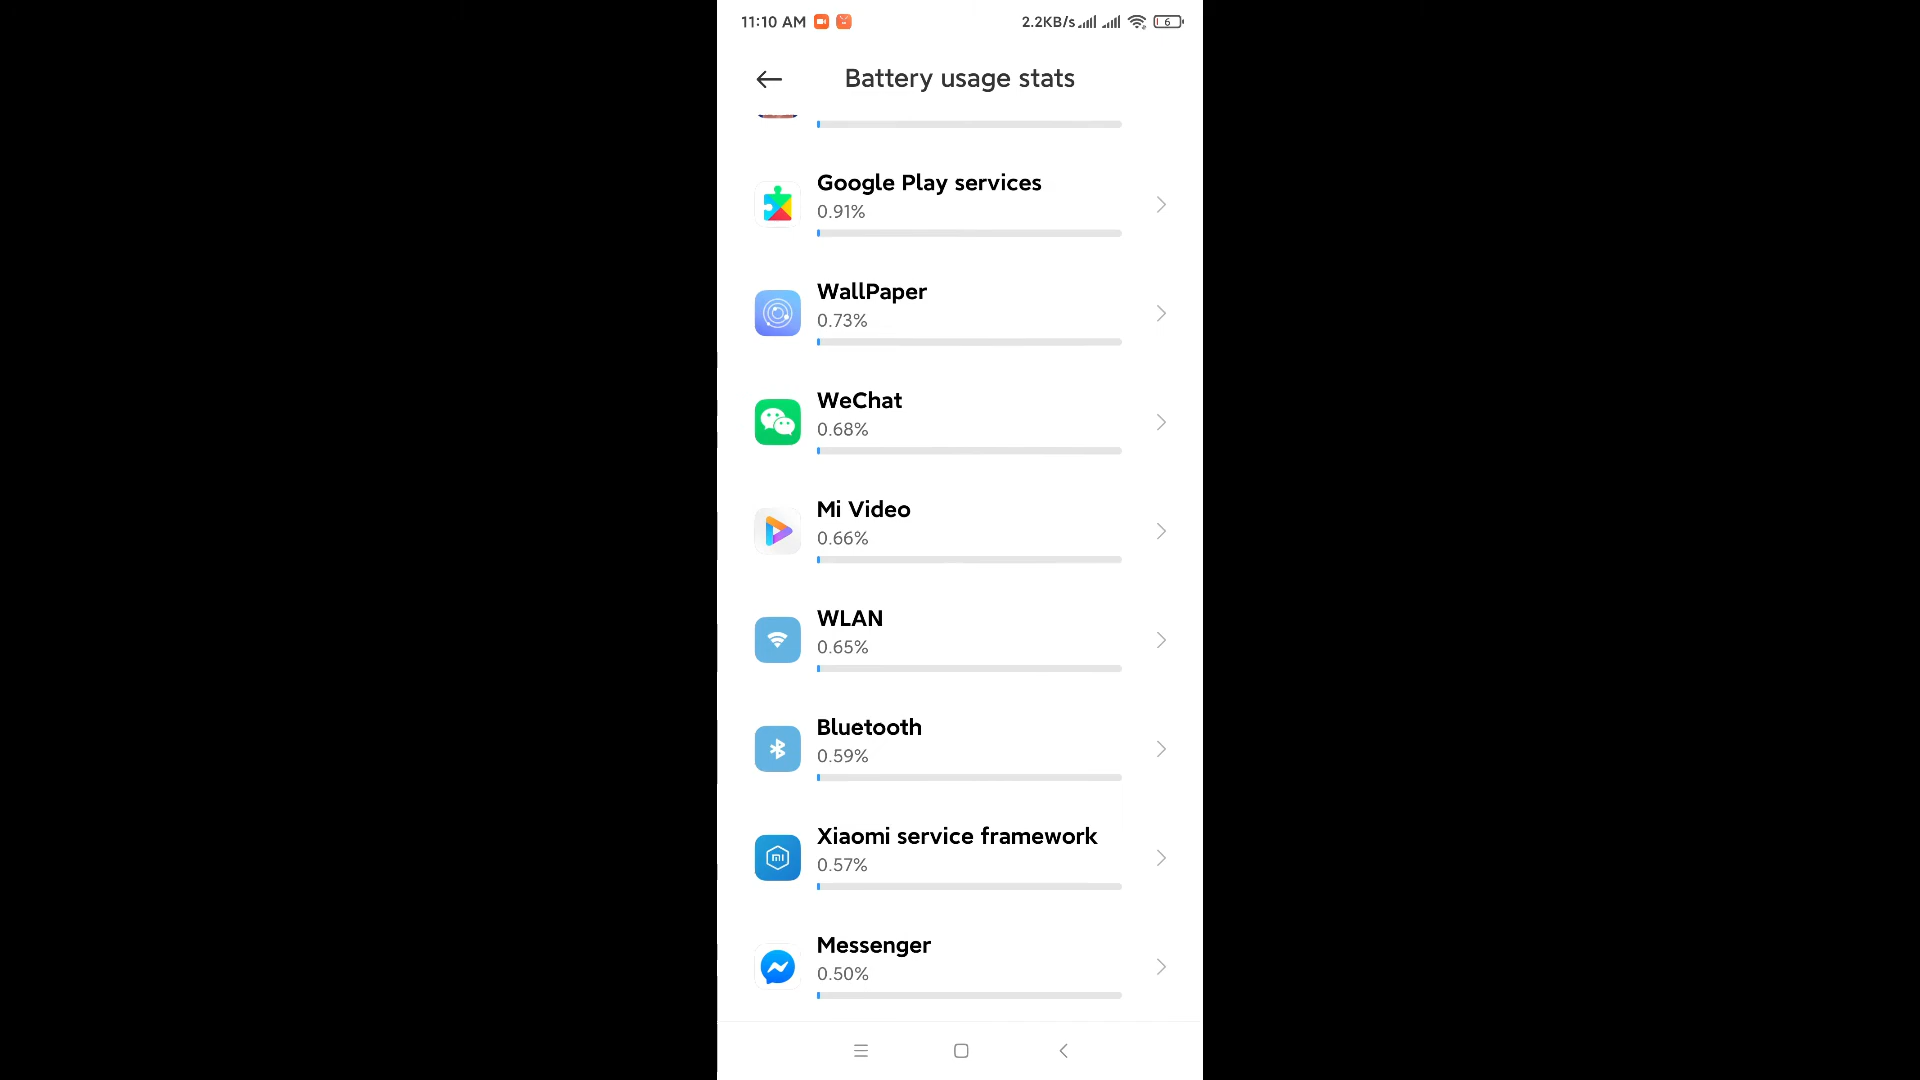 11:10 AM 2.2KB/s 6
Battery usage stats
Google Play services
0.91%
WallPaper
0.73%
WeChat
0.68%
Mi Video
0.66%
WLAN
0.65%
Bluetooth
0.59%
Xiaomi service framework
0.57%
Messenger
0.50%